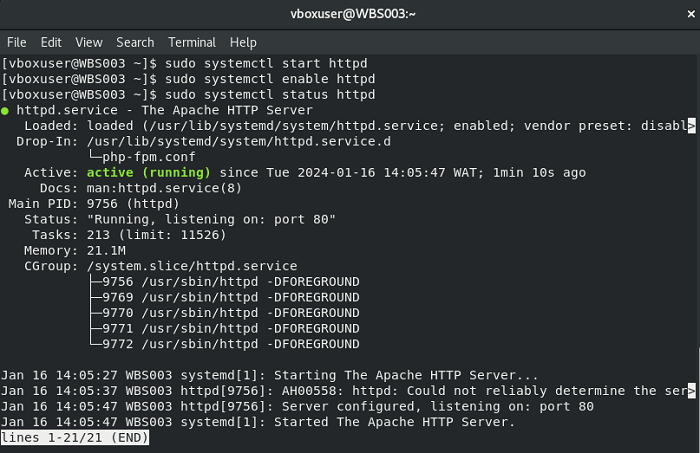 vboxuser@WBS003:~
File Edit View Search Terminal Help
[vboxuser@WBS003 ~]$ sudo systemctl start httpd
[vboxuser@WBS003 ~]$ sudo systemctl enable httpd
[vboxuser@WBS003 ~]$ sudo systemctl status httpd
● httpd.service - The Apache HTTP Server
   Loaded: loaded (/usr/lib/systemd/system/httpd.service; enabled; vendor preset: disabl>
  Drop-In: /usr/lib/systemd/system/httpd.service.d
           └─php-fpm.conf
   Active: active (running) since Tue 2024-01-16 14:05:47 WAT; 1min 10s ago
     Docs: man:httpd.service(8)
 Main PID: 9756 (httpd)
   Status: "Running, listening on: port 80"
    Tasks: 213 (limit: 11526)
   Memory: 21.1M
   CGroup: /system.slice/httpd.service
           ├─9756 /usr/sbin/httpd -DFOREGROUND
           ├─9769 /usr/sbin/httpd -DFOREGROUND
           ├─9770 /usr/sbin/httpd -DFOREGROUND
           ├─9771 /usr/sbin/httpd -DFOREGROUND
           └─9772 /usr/sbin/httpd -DFOREGROUND
Jan 16 14:05:27 WBS003 systemd[1]: Starting The Apache HTTP Server...
Jan 16 14:05:37 WBS003 httpd[9756]: AH00558: httpd: Could not reliably determine the ser>
Jan 16 14:05:47 WBS003 httpd[9756]: Server configured, listening on: port 80
Jan 16 14:05:47 WBS003 systemd[1]: Started The Apache HTTP Server.
lines 1-21/21 (END)